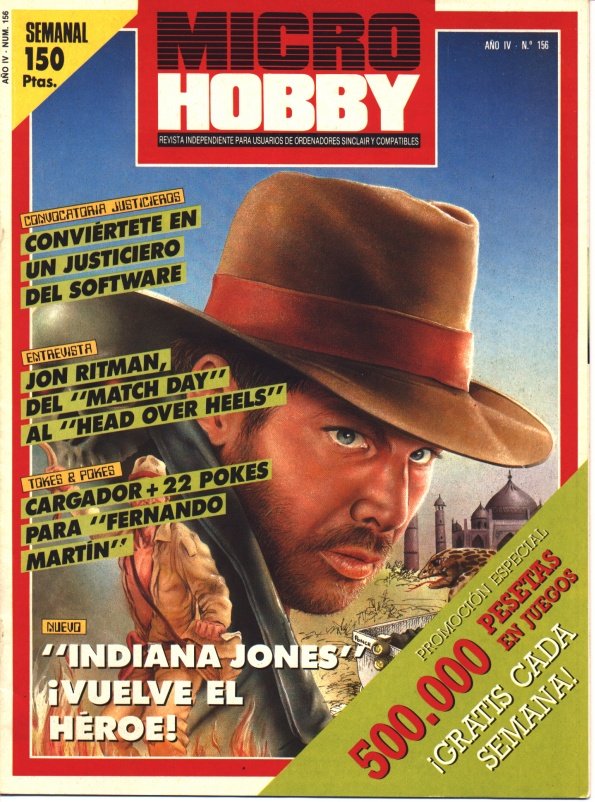 AÑO IV - NUM. 156
SEMANAL
150
Ptas.
MICRO
HOBBY
AÑO IV - N.º 156
REVISTA INDEPENDIENTE PARA USUARIOS DE ORDENADORES SINCLAIR Y COMPATIBLES
CONVOCATORIA JUSTICIEROS
CONVIÉRTETE EN
UN JUSTICIERO
DEL SOFTWARE
ENTREVISTA
JON RITMAN,
DEL "MATCH DAY"
AL "HEAD OVER HEELS"
TOKES & POKES
CARGADOR + 22 POKES
PARA "FERNANDO
MARTÍN"
NUEVO
"INDIANA JONES"
¡VUELVE EL
HÉROE!
PROMOCIÓN ESPECIAL
500.000 PESETAS
EN JUEGOS
¡GRATIS CADA
SEMANA!